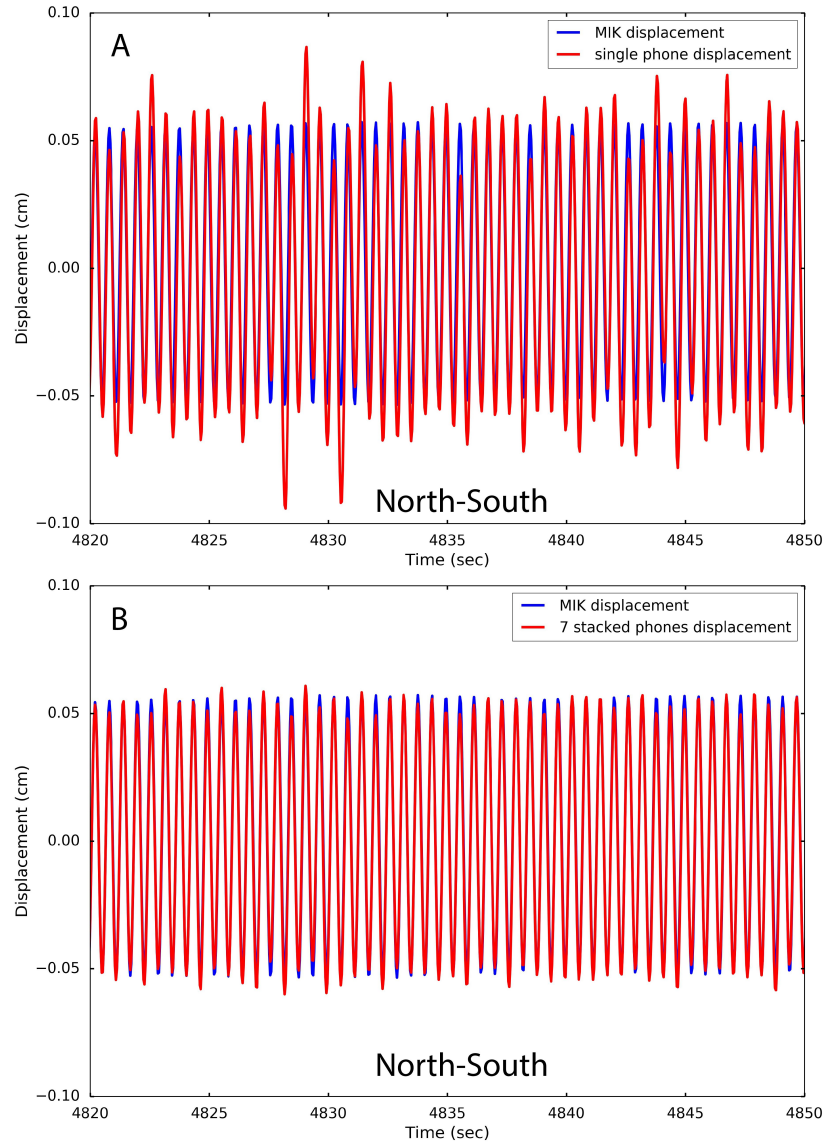 A
MIK displacement
single phone displacement
0.10
0.05
0.00
−0.05
−0.10
Displacement (cm)
North-South
4820 4825 4830 4835 4840 4845 4850
Time (sec)
B
MIK displacement
7 stacked phones displacement
0.10
0.05
0.00
−0.05
−0.10
Displacement (cm)
North-South
4820 4825 4830 4835 4840 4845 4850
Time (sec)